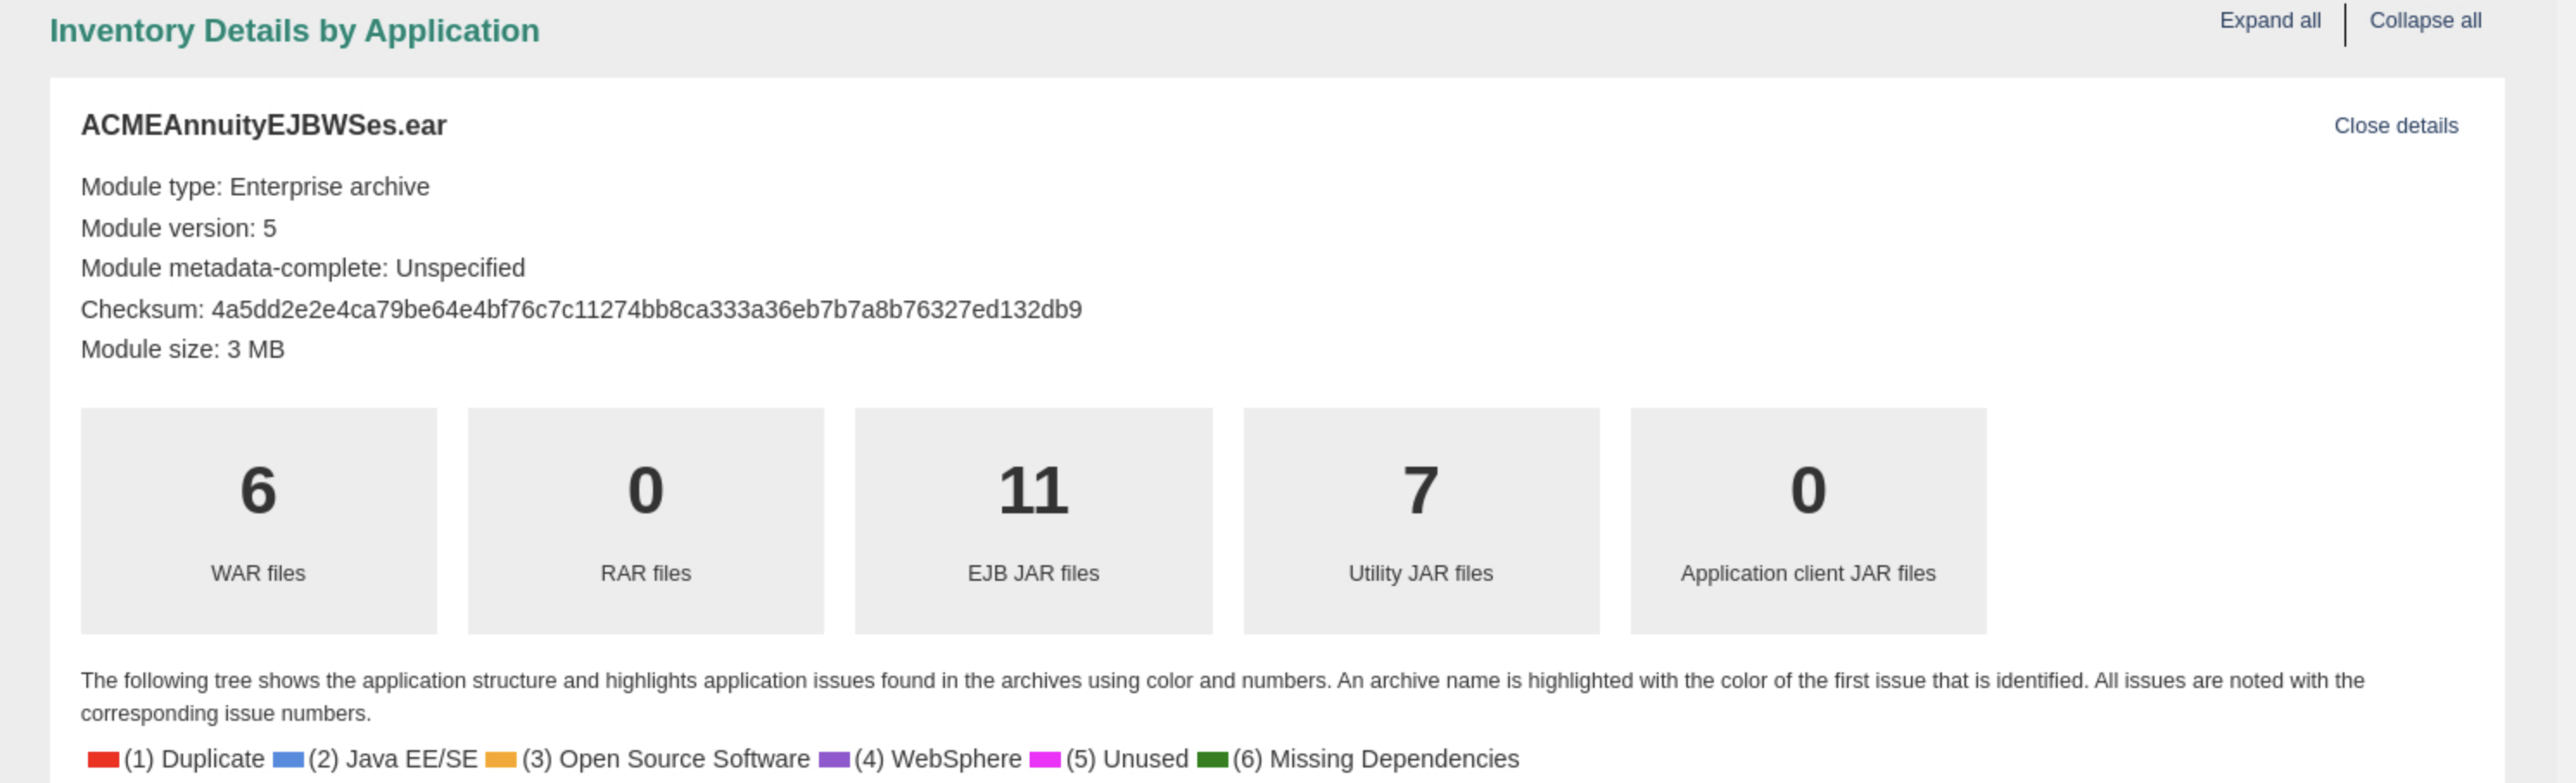 Inventory Details by Application
Expand all
Collapse all
ACMEAnnuityEJBWSes.ear
Close details
Module type: Enterprise archive
Module version: 5
Module metadata-complete: Unspecified
Checksum: 4a5dd2e2e4ca79be64e4bf76c7c11274bb8ca333a36eb7b7a8b76327ed132db9
Module size: 3 MB
6
WAR files
0
RAR files
11
EJB JAR files
7
Utility JAR files
0
Application client JAR files
The following tree shows the application structure and highlights application issues found in the archives using color and numbers. An archive name is highlighted with the color of the first issue that is identified. All issues are noted with the
corresponding issue numbers.
(1) Duplicate (2) Java EE/SE (3) Open Source Software (4) WebSphere (5) Unused (6) Missing Dependencies